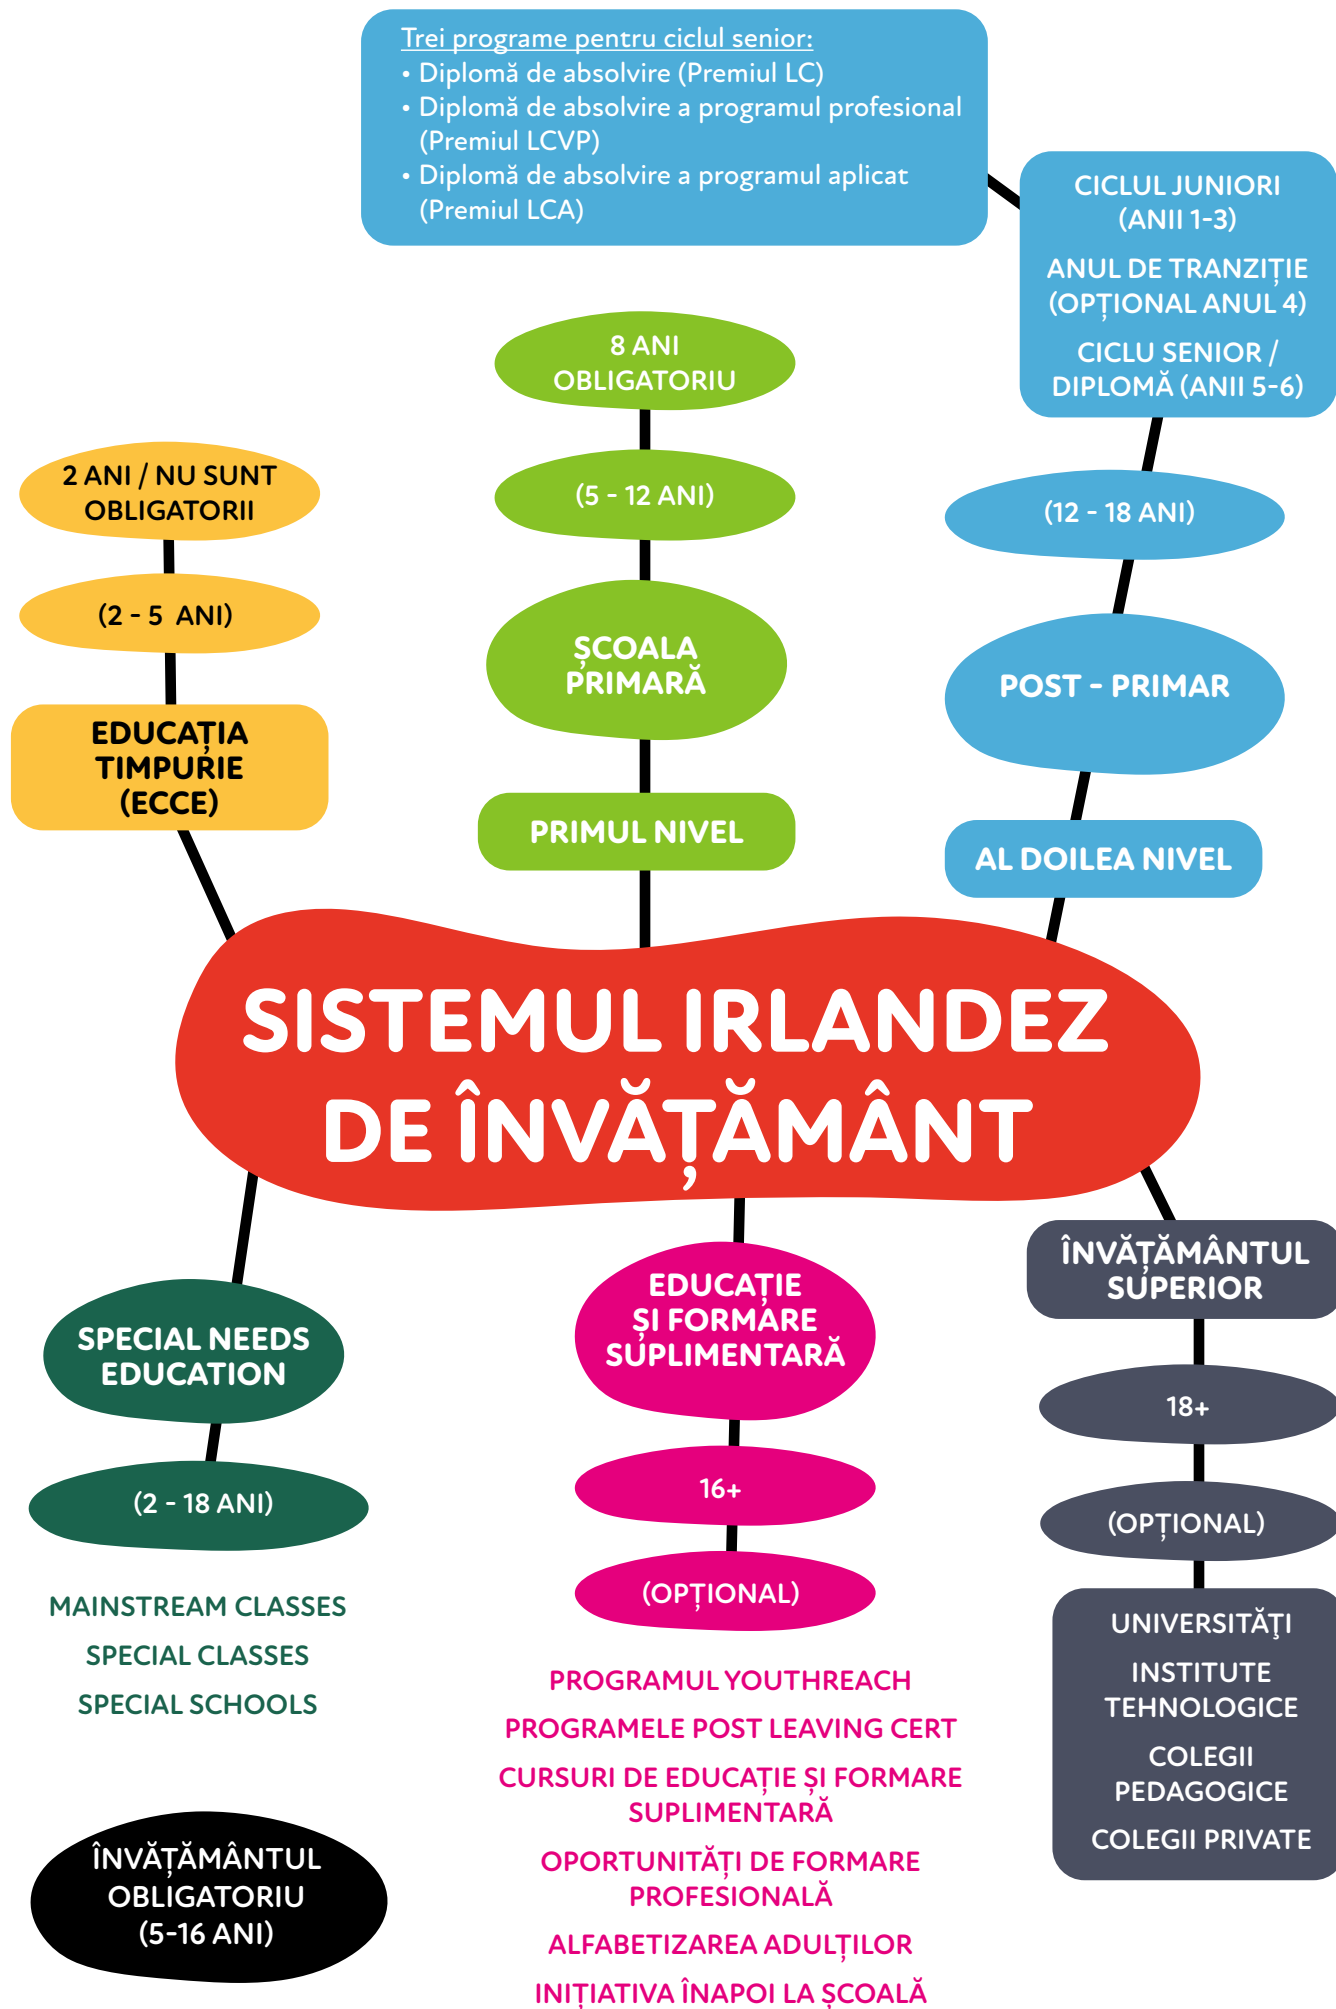 Trei programe pentru ciclul senior:
• Diplomă de absolvire (Premiul LC)
• Diplomă de absolvire a programul profesional
(Premiul LCVP)
• Diplomă de absolvire a programul aplicat
(Premiul LCA)
CICLUL JUNIORI
(ANII 1-3)
ANUL DE TRANZIȚIE
(OPȚIONAL ANUL 4)
CICLU SENIOR /
DIPLOMĂ (ANII 5-6)
8 ANI
OBLIGATORIU
(5 - 12 ANI)
ȘCOALA
PRIMARĂ
PRIMUL NIVEL
2 ANI / NU SUNT
OBLIGATORII
(2 - 5 ANI)
EDUCAȚIA
TIMPURIE
(ECCE)
(12 - 18 ANI)
POST - PRIMAR
AL DOILEA NIVEL
SISTEMUL IRLANDEZ
DE ÎNVĂȚĂMÂNT
SPECIAL NEEDS
EDUCATION
(2 - 18 ANI)
MAINSTREAM CLASSES
SPECIAL CLASSES
SPECIAL SCHOOLS
ÎNVĂȚĂMÂNTUL
OBLIGATORIU
(5-16 ANI)
EDUCAȚIE
ȘI FORMARE
SUPLIMENTARĂ
16+
(OPȚIONAL)
PROGRAMUL YOUTHREACH
PROGRAMELE POST LEAVING CERT
CURSURI DE EDUCAȚIE ȘI FORMARE
SUPLIMENTARĂ
OPORTUNITĂȚI DE FORMARE
PROFESIONALĂ
ALFABETIZAREA ADULȚILOR
INIȚIATIVA ÎNAPOI LA ȘCOALĂ
ÎNVĂȚĂMÂNTUL
SUPERIOR
18+
(OPȚIONAL)
UNIVERSITĂŢI
INSTITUTE
TEHNOLOGICE
COLEGII
PEDAGOGICE
COLEGII PRIVATE